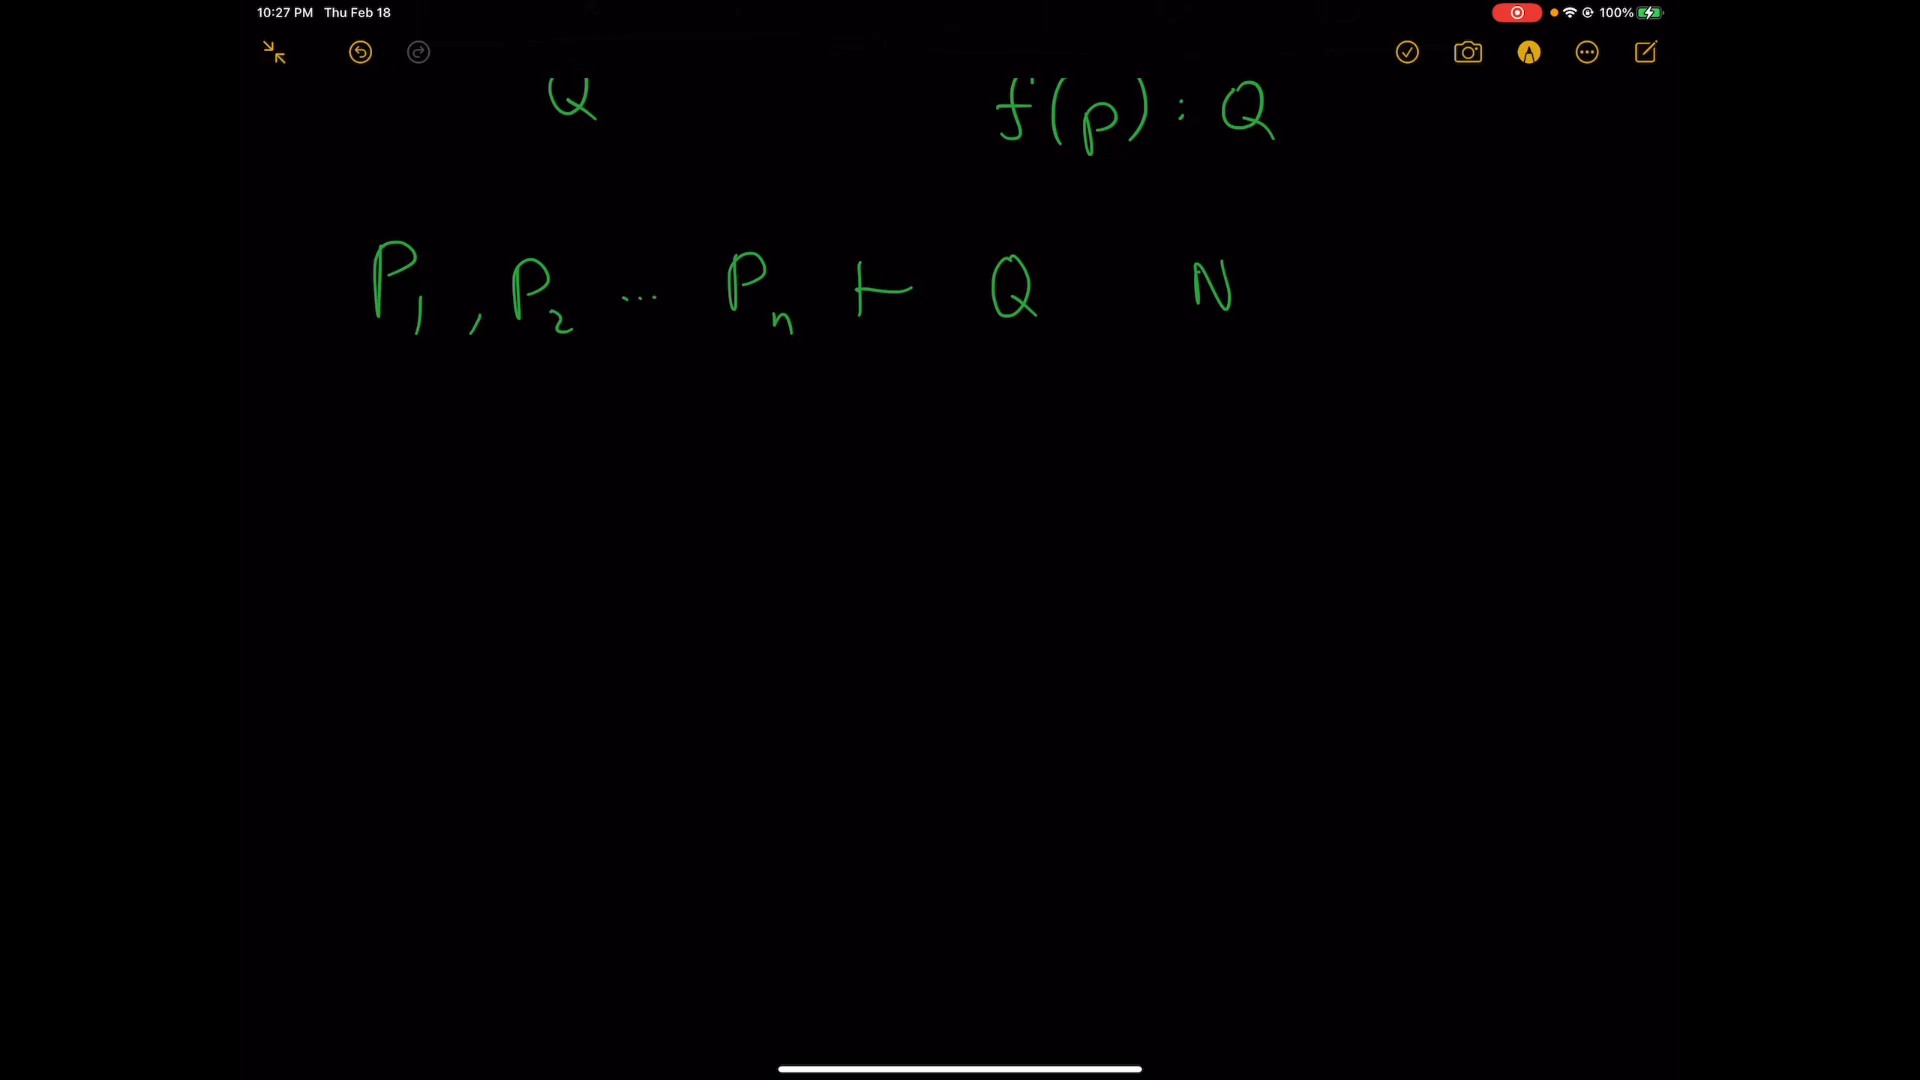 10:27 PM Thu Feb 18 100%
Q f(p) : Q
P₁, P₂ ... Pₙ ⊢ Q N